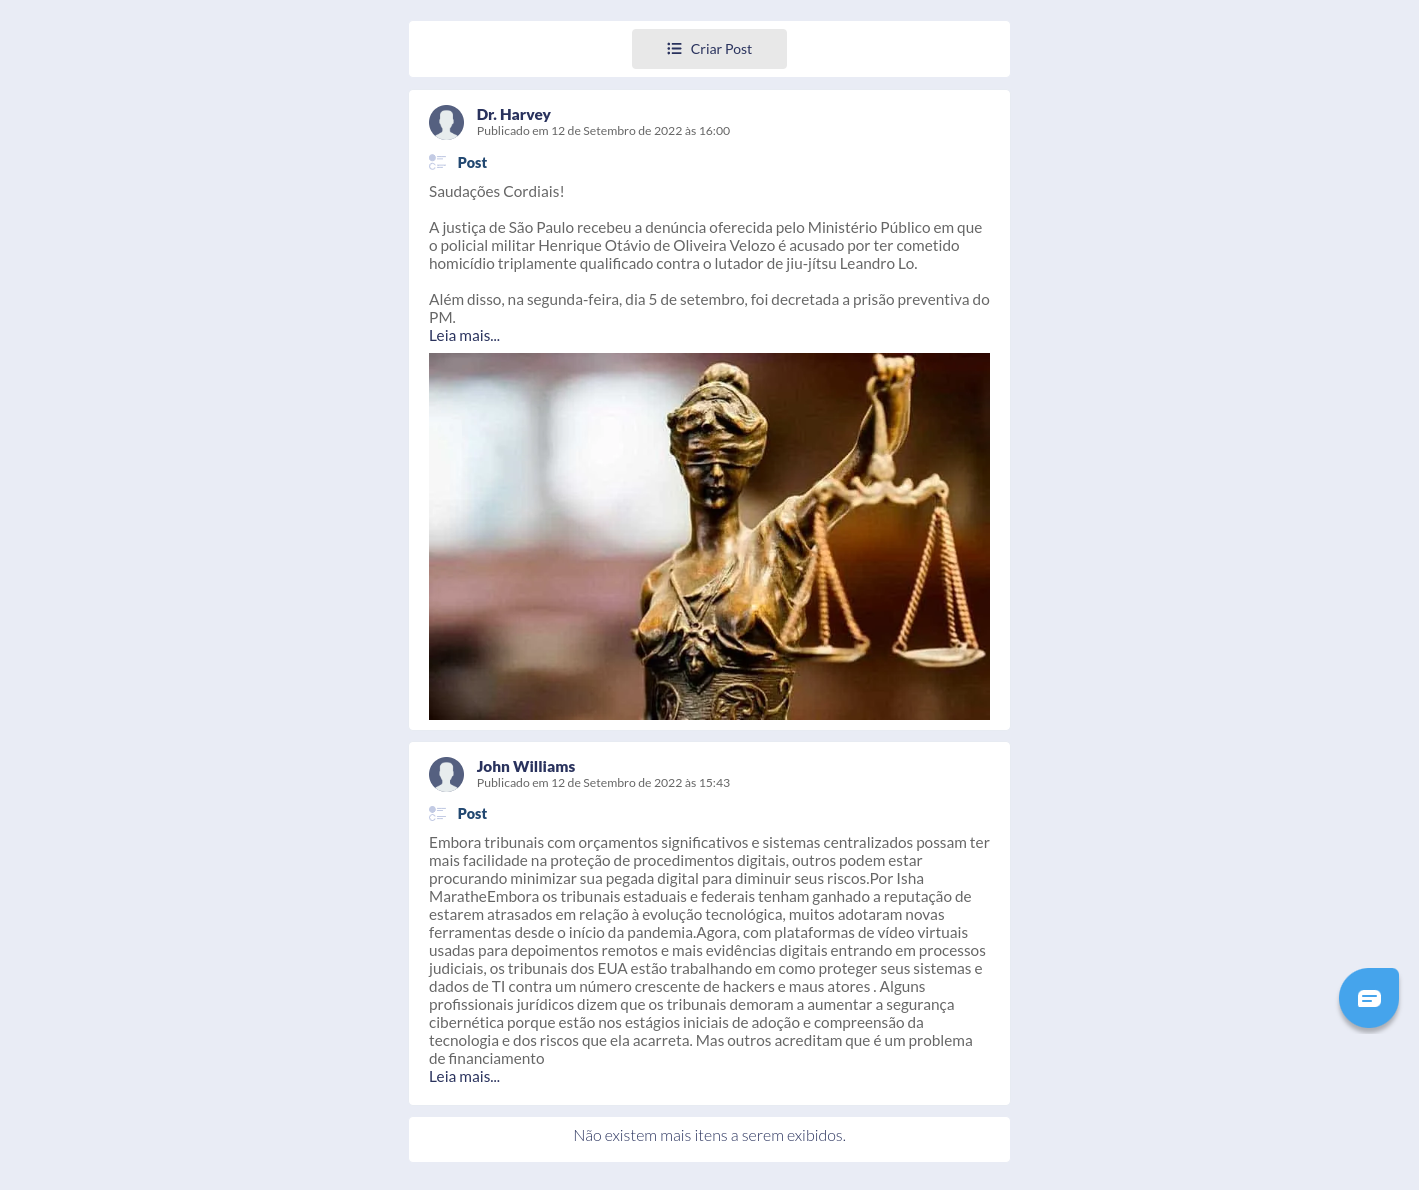 Criar Post
Dr. Harvey
Publicado em 12 de Setembro de 2022 às 16:00
Post
Saudações Cordiais!
A justiça de São Paulo recebeu a denúncia oferecida pelo Ministério Público em que
o policial militar Henrique Otávio de Oliveira Velozo é acusado por ter cometido
homicídio triplamente qualificado contra o lutador de jiu-jítsu Leandro Lo.
Além disso, na segunda-feira, dia 5 de setembro, foi decretada a prisão preventiva do
PM.
Leia mais...
John Williams
Publicado em 12 de Setembro de 2022 às 15:43
Post
Embora tribunais com orçamentos significativos e sistemas centralizados possam ter
mais facilidade na proteção de procedimentos digitais, outros podem estar
procurando minimizar sua pegada digital para diminuir seus riscos.Por Isha
MaratheEmbora os tribunais estaduais e federais tenham ganhado a reputação de
estarem atrasados em relação à evolução tecnológica, muitos adotaram novas
ferramentas desde o início da pandemia.Agora, com plataformas de vídeo virtuais
usadas para depoimentos remotos e mais evidências digitais entrando em processos
judiciais, os tribunais dos EUA estão trabalhando em como proteger seus sistemas e
dados de TI contra um número crescente de hackers e maus atores . Alguns
profissionais jurídicos dizem que os tribunais demoram a aumentar a segurança
cibernética porque estão nos estágios iniciais de adoção e compreensão da
tecnologia e dos riscos que ela acarreta. Mas outros acreditam que é um problema
de financiamento
Leia mais...
Não existem mais itens a serem exibidos.